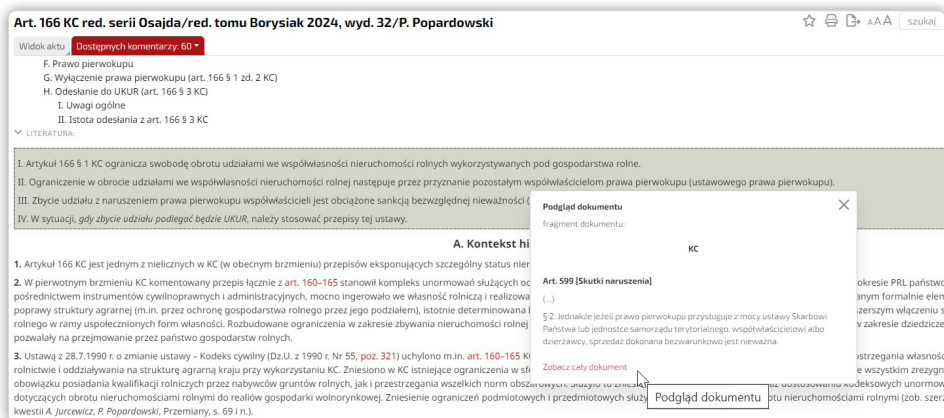 Art. 166 KC red. serii Osajda/red. tomu Borysiak 2024, wyd. 32/P. Popardowski
AAA szukaj
Widok aktu Dostępnych komentarzy: 60
F. Prawo pierwokupu
G. Wyłączenie prawa pierwokupu (art. 166 § 1 zd. 2 KC)
H. Odesłanie do UKUR (art. 166 § 3 KC)
I. Uwagi ogólne
II. Istota odesłania z art. 166 § 3 KC
LITERATURA:
I. Artykuł 166 § 1 KC ogranicza swobodę obrotu udziałami we współwłasności nieruchomości rolnych wykorzystywanych pod gospodarstwa rolne.
II. Ograniczenie w obrocie udziałami we współwłasności nieruchomości rolnej następuje przez przyznanie pozostałym współwłaścicielom prawa pierwokupu (ustawowego prawa pierwokupu).
III. Zbycie udziału z naruszeniem prawa pierwokupu współwłaścicieli jest obciążone sankcją bezwzględnej nieważności (
IV. W sytuacji, gdy zbycie udziału podlegać będzie UKUR, należy stosować przepisy tej ustawy.
A. Kontekst hi
1. Artykuł 166 KC jest jednym z nielicznych w KC (w obecnym brzmieniu) przepisów eksponujących szczególny status nier
2. W pierwotnym brzmieniu KC komentowany przepis łącznie z art. 160–165 stanowił kompleks unormowań służących oc okresie PRL państwo
pośrednictwem instrumentów cywilnoprawnych i administracyjnych, mocno ingerowało we własność rolniczą i realizowa anym formalnie elem
poprawy struktury agrarnej (m.in. przez ochronę gospodarstwa rolnego przez jego podziałem), istotnie determinowana szerszym włączeniu s
rolnego w ramy uspołecznionych form własności. Rozbudowane ograniczenia w zakresie zbywania nieruchomości rolnej w zakresie dziedzicze
pozwalały na przejmowanie przez państwo gospodarstw rolnych.
3. Ustawą z 28.7.1990 r. o zmianie ustawy – Kodeks cywilny (Dz.U. z 1990 r. Nr 55, poz. 321) uchylono m.in. art. 160–165 K ostrzegania własnośc
rolnictwie i oddziaływania na strukturę agrarną kraju przy wykorzystaniu KC. Zniesiono w KC istniejące ograniczenia w sf e wszystkim zrezygn
obowiązku posiadania kwalifikacji rolniczych przez nabywców gruntów rolnych, jak i przestrzegania wszelkich norm obszarowych. Służyło to zniesie kodeksowych unormow
dotyczących obrotu nieruchomościami rolnymi do realiów gospodarki wolnorynkowej. Zniesienie ograniczeń podmiotowych i przedmiotowych służy otu nieruchomościami rolnymi (zob. szerz
kwestii A. Jurcewicz, P. Popardowski, Przemiany, s. 69 i n.).
Podgląd dokumentu
fragment dokumentu:
KC
Art. 599 [Skutki naruszenia]
(...)
§ 2. Jednakże jeżeli prawo pierwokupu przysługuje z mocy ustawy Skarbowi
Państwa lub jednostce samorządu terytorialnego, współwłaścicielowi albo
dzierżawcy, sprzedaż dokonana bezwarunkowo jest nieważna.
Zobacz cały dokument
Podgląd dokumentu